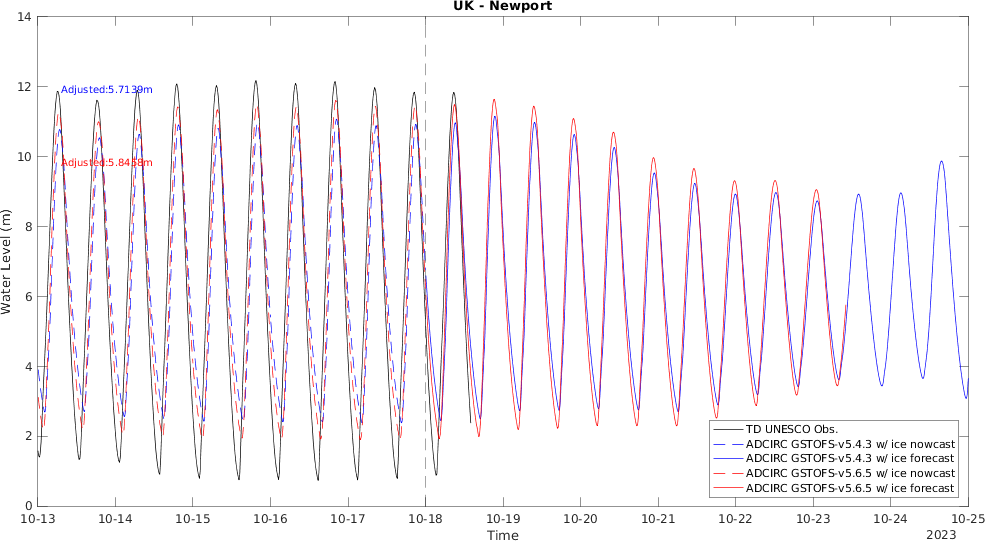 UK - Newport
14
12
10
8
6
4
2
0
Water Level (m)
Adjusted:5.7139m
Adjusted:5.8458m
TD UNESCO Obs.
ADCIRC GSTOFS-v5.4.3 w/ ice nowcast
ADCIRC GSTOFS-v5.4.3 w/ ice forecast
ADCIRC GSTOFS-v5.6.5 w/ ice nowcast
ADCIRC GSTOFS-v5.6.5 w/ ice forecast
10-13 10-14 10-15 10-16 10-17 10-18 10-19 10-20 10-21 10-22 10-23 10-24 10-25
Time
2023